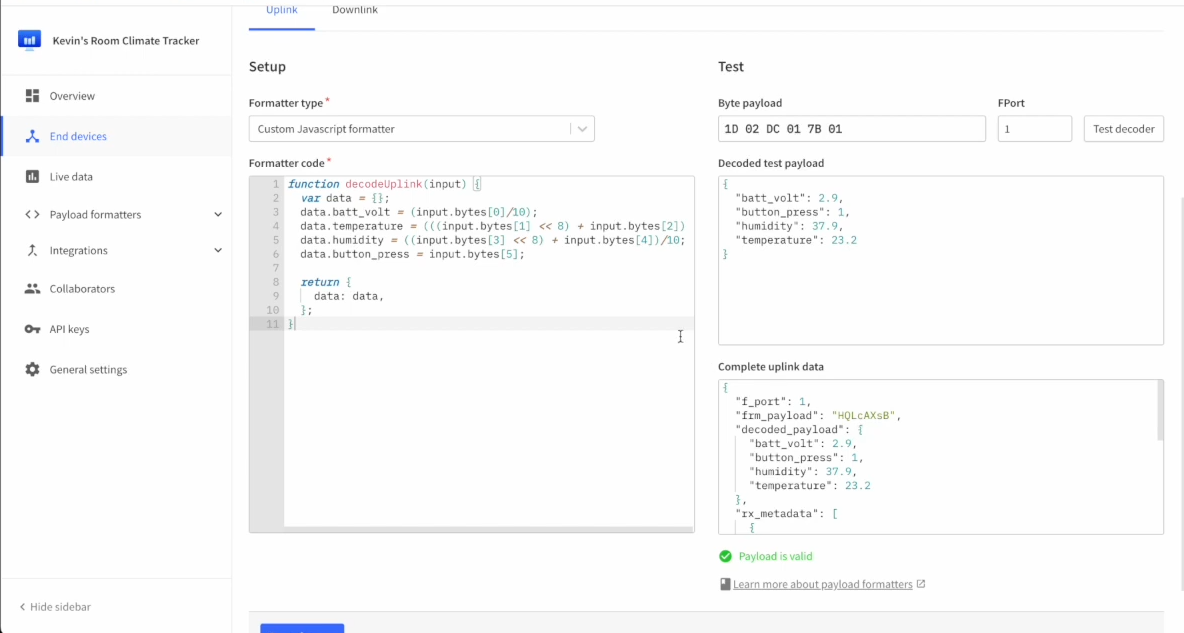 Uplink
Downlink
Kevin's Room Climate Tracker
Overview
End devices
Live data
Payload formatters
Integrations
Collaborators
API keys
General settings
Hide sidebar
Setup
Formatter type*
Custom Javascript formatter
Formatter code*
1 function decodeUplink(input) {
2 var data = {};
3 data.batt_volt = (input.bytes[0]/10);
4 data.temperature = (((input.bytes[1] << 8) + input.bytes[2])
5 data.humidity = ((input.bytes[3] << 8) + input.bytes[4])/10;
6 data.button_press = input.bytes[5];
7
8 return {
9 data: data,
10 };
11 }
Test
Byte payload
1D 02 DC 01 7B 01
FPort
1
Test decoder
Decoded test payload
{
"batt_volt": 2.9,
"button_press": 1,
"humidity": 37.9,
"temperature": 23.2
}
Complete uplink data
{
"f_port": 1,
"frm_payload": "HQLcAXsB",
"decoded_payload": {
"batt_volt": 2.9,
"button_press": 1,
"humidity": 37.9,
"temperature": 23.2
},
"rx_metadata": [
{
Payload is valid
Learn more about payload formatters